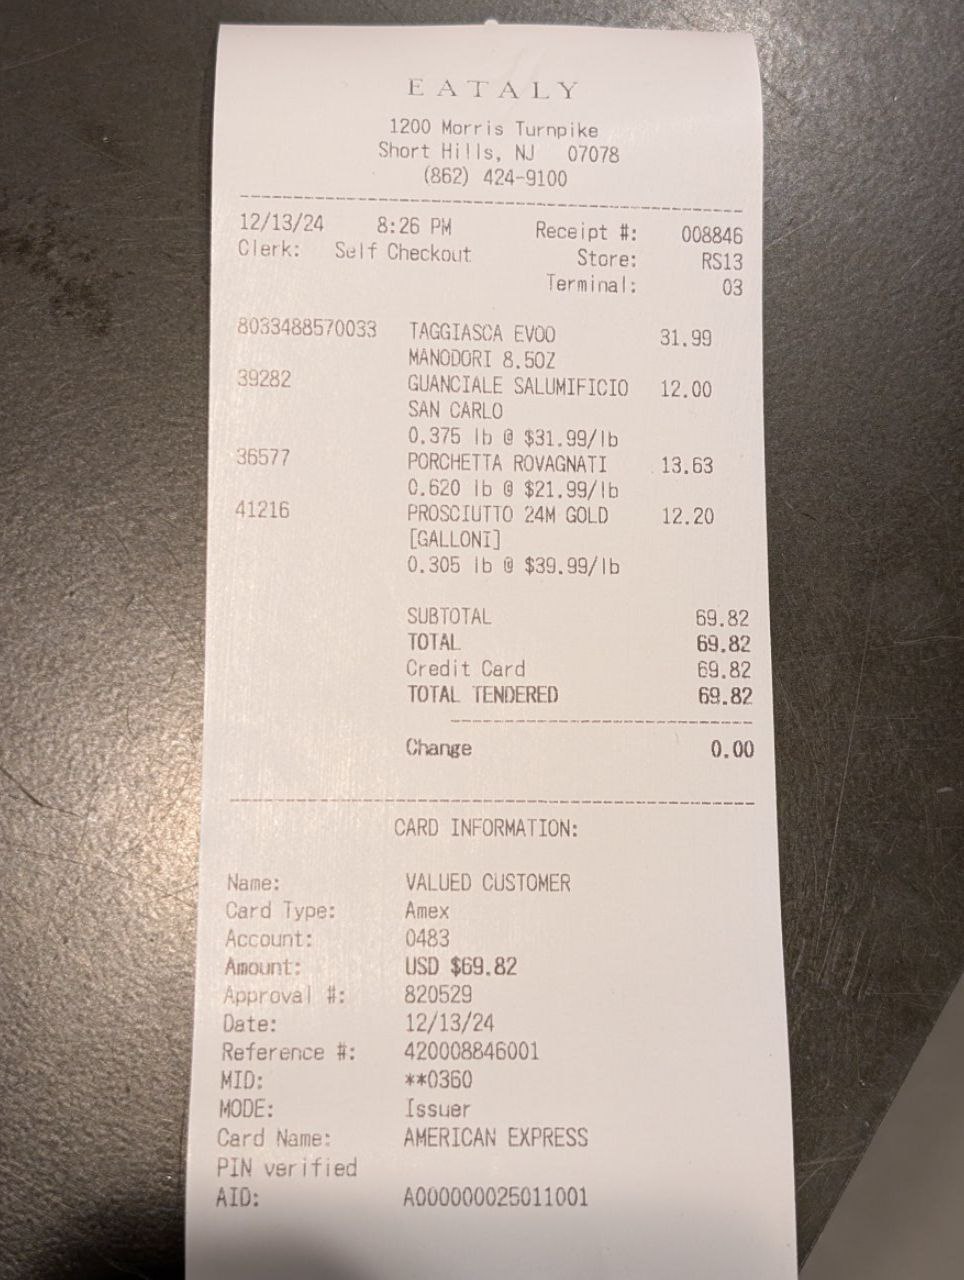 EATALY
1200 Morris Turnpike
Short Hills, NJ 07078
(862) 424-9100
12/13/24 8:26 PM Receipt #: 008846
Clerk: Self Checkout Store: RS13
Terminal: 03
8033488570033 TAGGIASCA EVOO 31.99
MANODORI 8.5OZ
39282 GUANCIALE SALUMIFICIO 12.00
SAN CARLO
0.375 lb @ $31.99/lb
36577 PORCHETTA ROVAGNATI 13.63
0.620 lb @ $21.99/lb
41216 PROSCIUTTO 24M GOLD 12.20
[GALLONI]
0.305 lb @ $39.99/lb
SUBTOTAL 69.82
TOTAL 69.82
Credit Card 69.82
TOTAL TENDERED 69.82
Change 0.00
CARD INFORMATION:
Name: VALUED CUSTOMER
Card Type: Amex
Account: 0483
Amount: USD $69.82
Approval #: 820529
Date: 12/13/24
Reference #: 420008846001
MID: **0360
MODE: Issuer
Card Name: AMERICAN EXPRESS
PIN verified
AID: A000000025011001